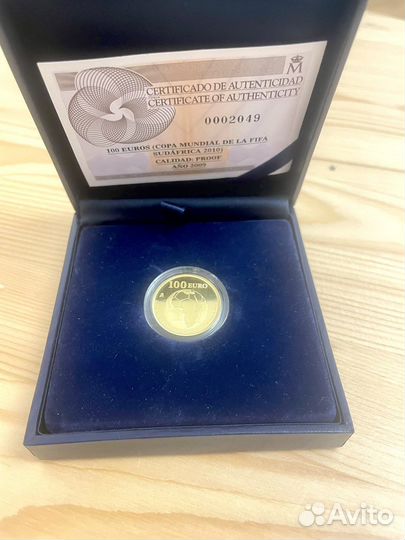 M
CERTIFICADO DE AUTENTICIDAD
CERTIFICATE OF AUTHENTICITY
0002049
100 EUROS (COPA MUNDIAL DE LA FIFA
SUDÁFRICA 2010)
CALIDAD: PROOF
AÑO 2009
100 EURO
Avito